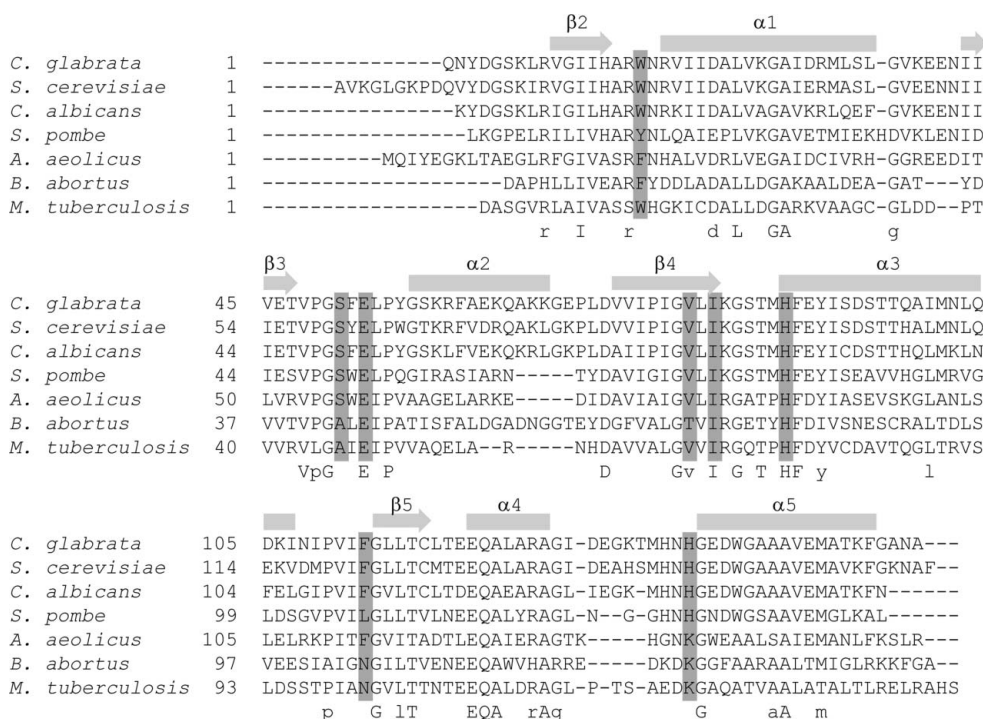 β2 α1
C. glabrata 1 ---------------QNYDGSKLRVGIIHARWNRVIIDALVKGAIDRMLSL-GVKEENII
S. cerevisiae 1 ------AVKGLGKPDQVYDGSKIRVGIIHARWNRVIIDALVKGAIERMASL-GVEENNII
C. albicans 1 ----------------KYDGSKLRIGILHARWNRKIIDALVAGAVKRLQEF-GVKAENII
S. pombe 1 -----------------LKGPELRILIVHARYNLQAIEPLVKGAVETMIEKHDVKLENID
A. aeolicus 1 ----------MQIYEGKLTAEGLRFGIVASRFNHALVDRLVEGAIDCIVRH-GGREEDIT
B. abortus 1 --------------------DAPHLLIVEARFYDDLADALLDGAKAALDEA-GAT---YD
M. tuberculosis 1 ------------------DASGVRLAIVASSWHGKICDALLDGARKVAAGC-GLDD--PT
r I r d L GA g
β3 α2 β4 α3
C. glabrata 45 VETVPGSFELPYGSKRFAEKQAKKGEPLDVVIPIGVLIKGSTMHFEYISDSTTQAIMNLQ
S. cerevisiae 54 IETVPGSYELPWGTKRFVDRQAKLGKPLDVVIPIGVLIKGSTMHFEYISDSTTHALMNLQ
C. albicans 44 IETVPGSFELPYGSKLFVEKQKRLGKPLDAIIPIGVLIKGSTMHFEYICDSTTHQLMKLN
S. pombe 44 IESVPGSWELPQGIRASIARN-----TYDAVIGIGVLIKGSTMHFEYISEAVVHGLMRVG
A. aeolicus 50 LVRVPGSWEIPVAAGELARKE-----DIDAVIAIGVLIRGATPHFDYIASEVSKGLANLS
B. abortus 37 VVTVPGALEIPATISFALDGADNGGTEYDGFVALGTVIRGETYHFDIVSNESCRALTDLS
M. tuberculosis 40 VVRVLGAIEIPVVAQELA--R----NHDAVVALGVVIRGQTPHFDYVCDAVTQGLTRVS
VpG E P D Gv I G T HF y l
β5 α4 α5
C. glabrata 105 DKINIPVIFGLLTCLTEEQALARAGI-DEGKTMHNHGEDWGAAAVEMATKFGANA---
S. cerevisiae 114 EKVDMPVIFGLLTCMTEEQALARAGI-DEAHSMHNHGEDWGAAAVEMAVKFGKNAF--
C. albicans 104 FELGIPVIFGVLTCLTDEQAEARAGL-IEGK-MHNHGEDWGAAAVEMATKFN------
S. pombe 99 LDSGVPVILGLLTVLNEEQALYRAGL-N-G-GHNHGNDWGSAAVEMGLKAL------
A. aeolicus 105 LELRKPITFGVITADTLEQAIERAGTK-----HGNKGWEAALSAIEMANLFKSLR---
B. abortus 97 VEESIAIGNGILTVENEEQAWVHARRE-----DKDKGGFAARAALTMIGLRKKFGA--
M. tuberculosis 93 LDSSTPIANGVLTTNTEEQALDRAGL-P-TS-AEDKGAQATVAALATALTLRELRAHS
p G lT EQA rAg G aA m